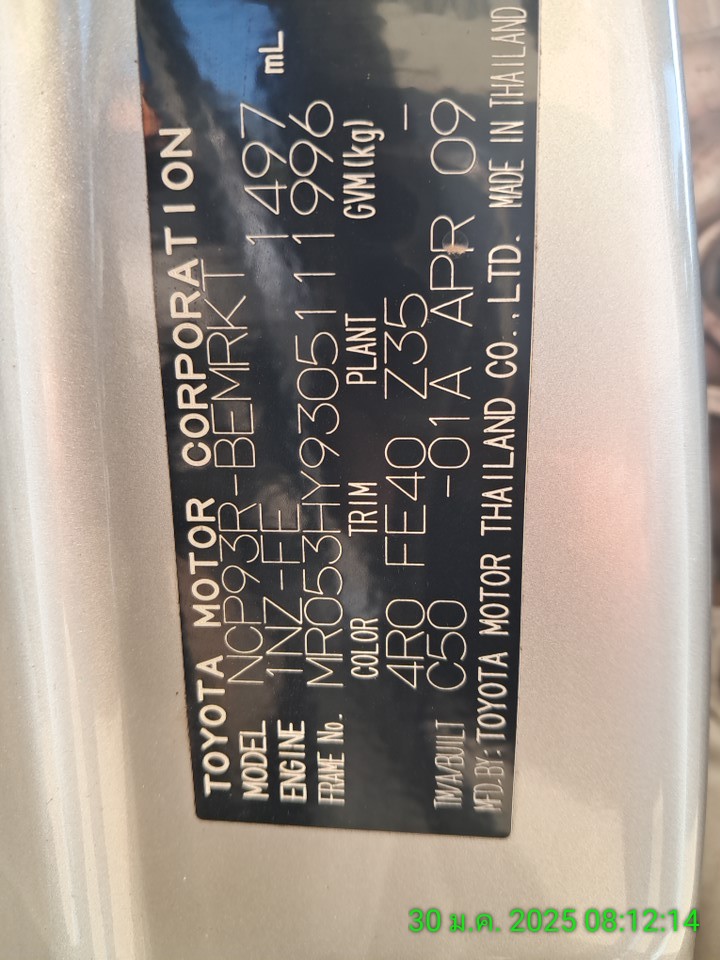 TOYOTA MOTOR CORPORATION
MODEL NCP93R-BEMRKT
ENGINE 1NZ-FE 1497 mL
FRAME No. MR053HY9305111996
COLOR TRIM PLANT GVM(kg)
4R0 FE40 Z35 -
TM/A/BUILT C50 -01A APR 09
MFD.BY: TOYOTA MOTOR THAILAND CO.,LTD. MADE IN THAILAND
30 ม.ค. 2025 08:12:14